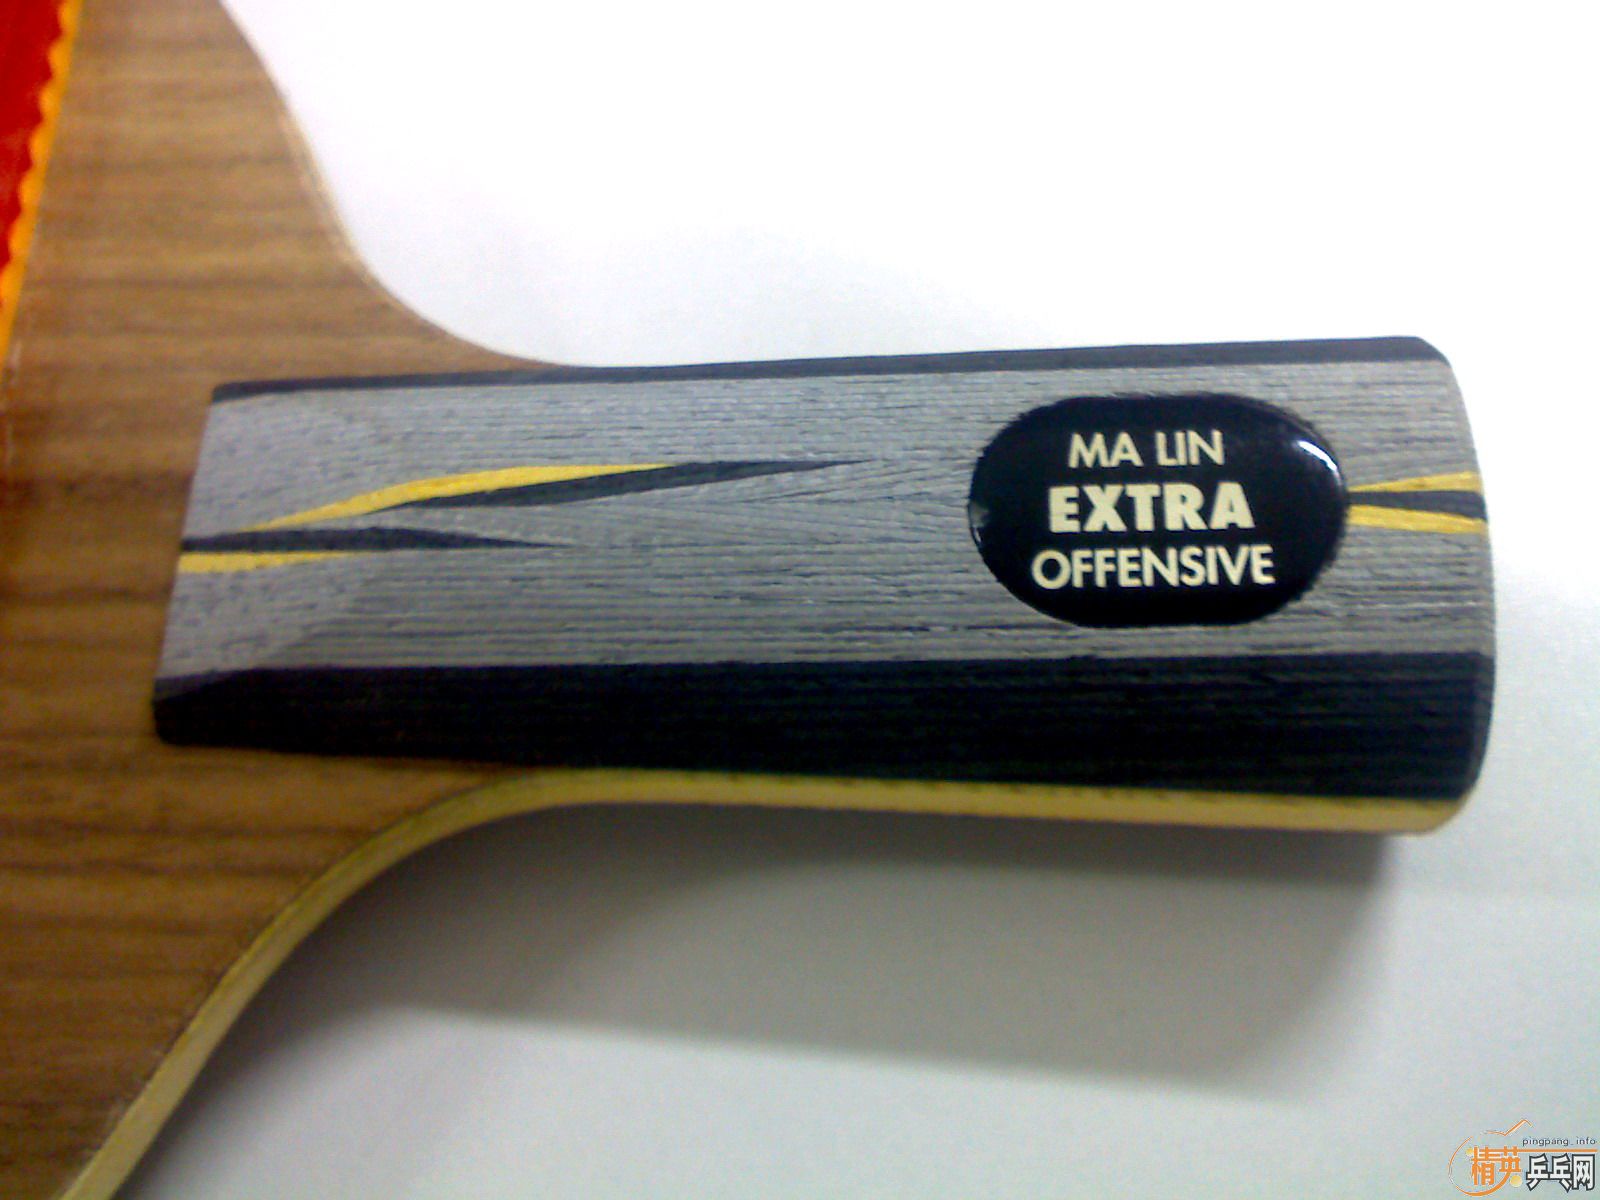 MA LIN
EXTRA
OFFENSIVE
pingpang.info
精英乒乓网